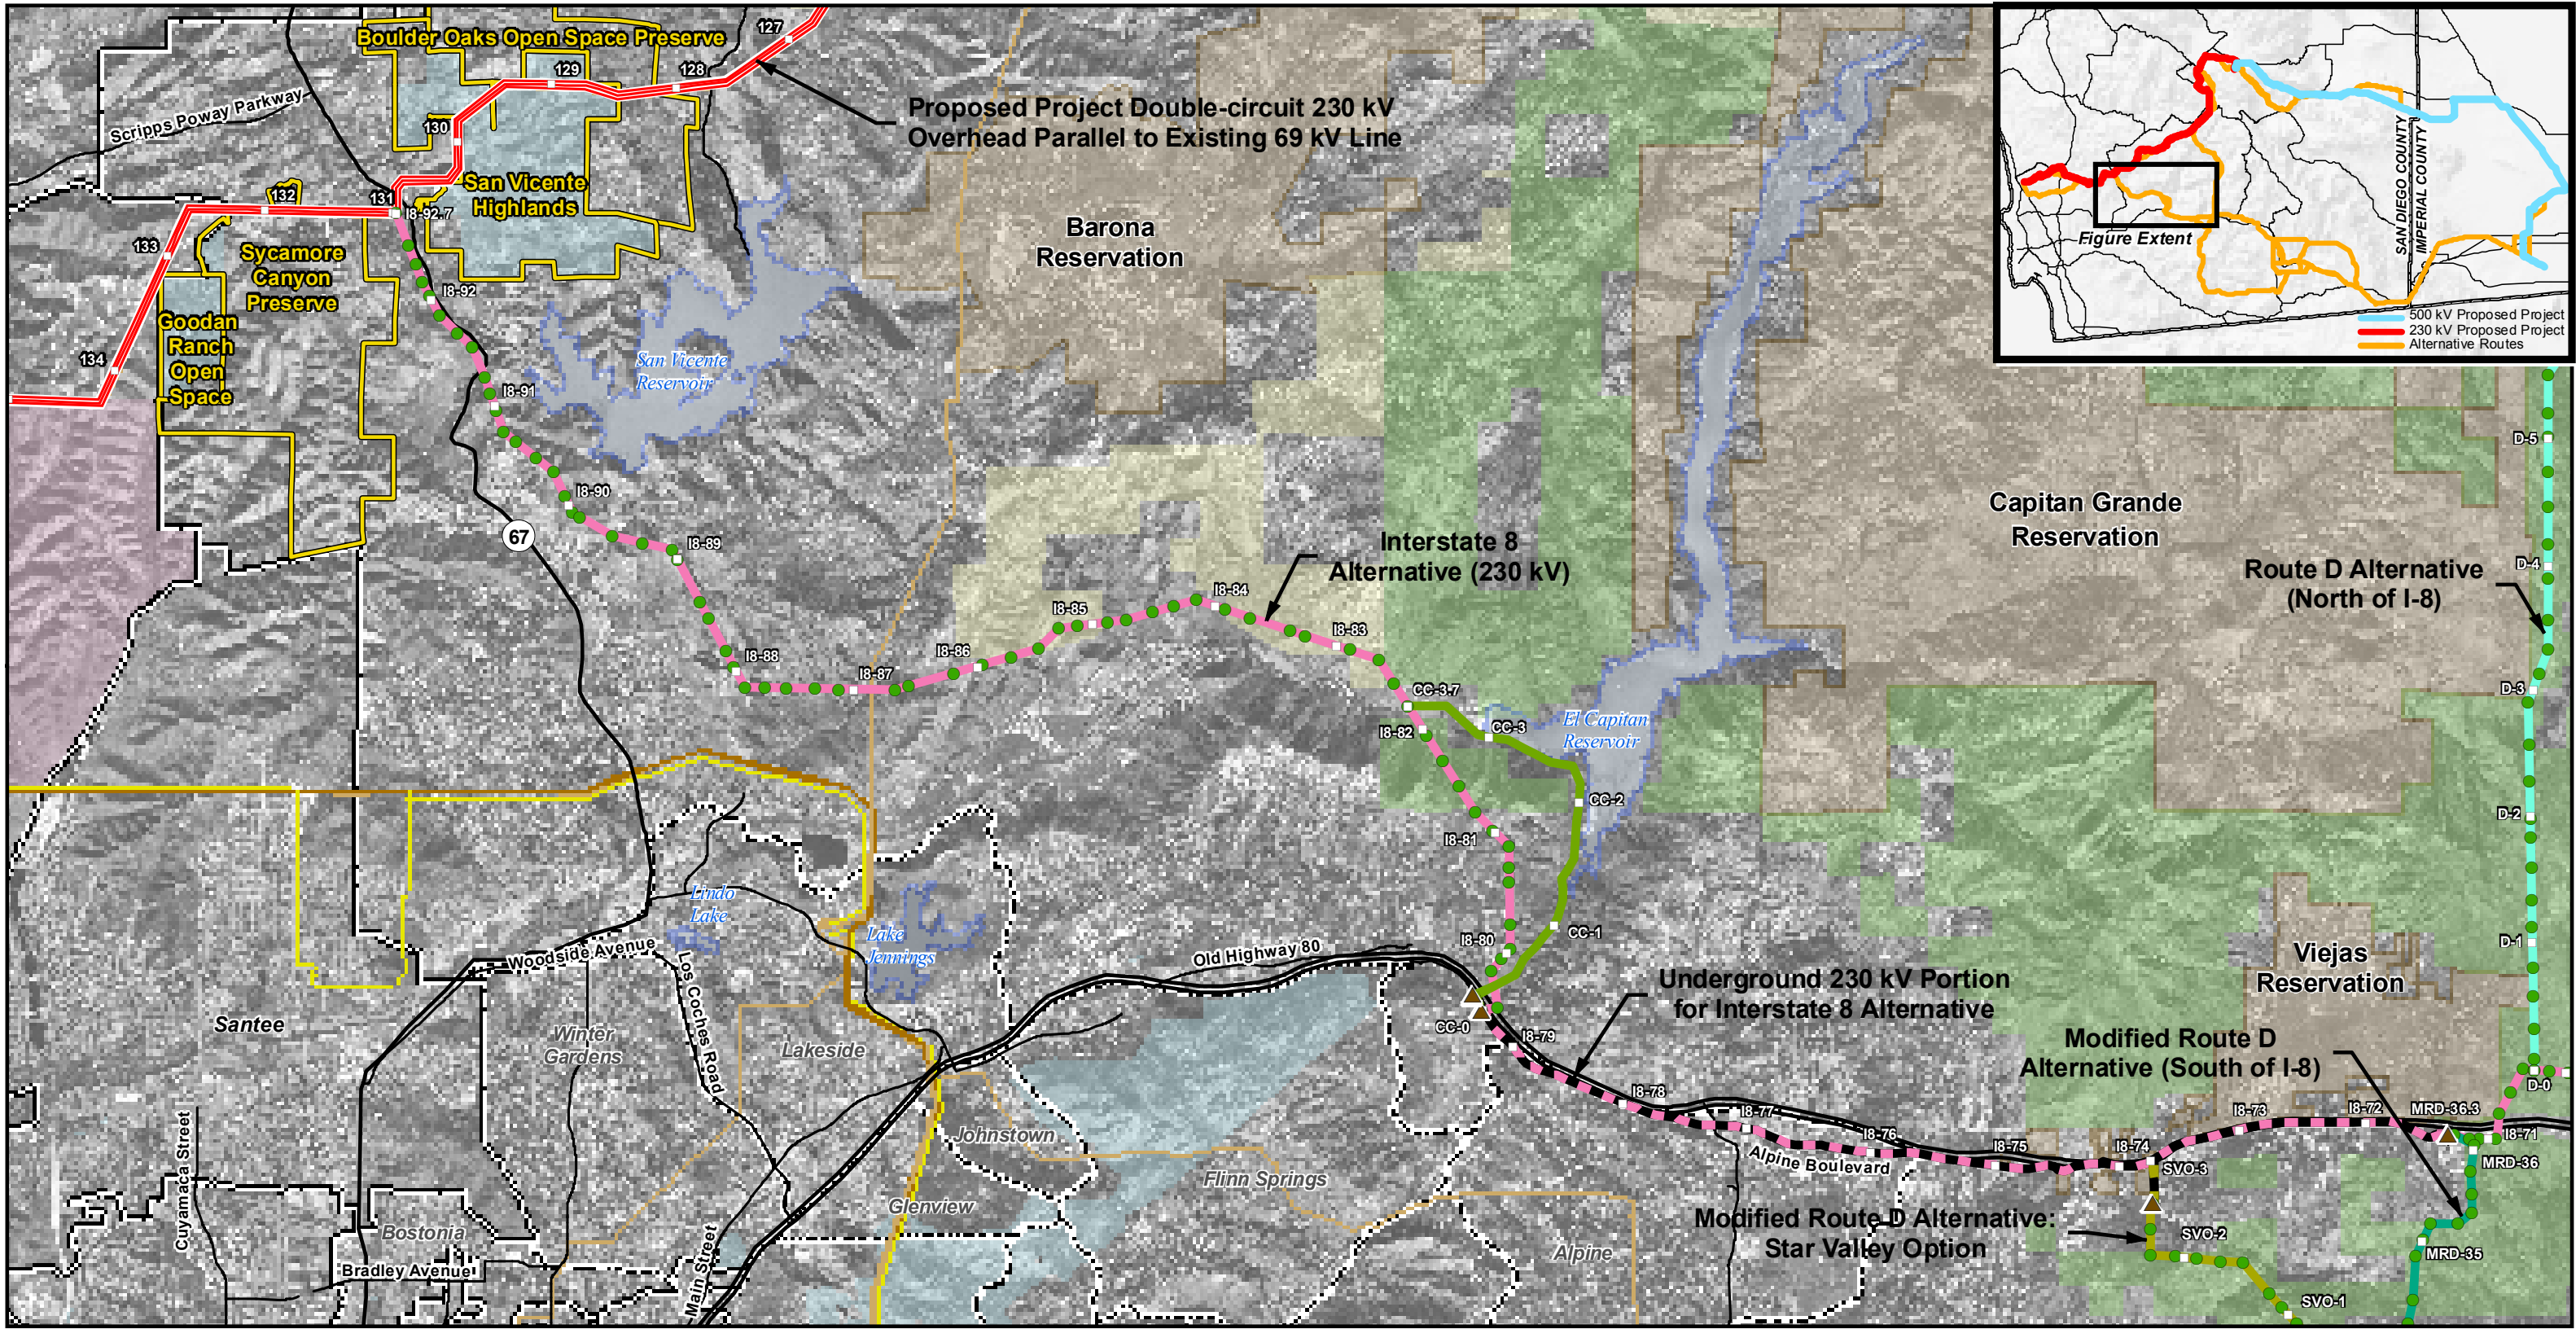 Boulder Oaks Open Space Preserve
127
128
129
130
131
132
133
134
Scripps Poway Parkway
Proposed Project Double-circuit 230 kV
Overhead Parallel to Existing 69 kV Line
San Vicente
Highlands
I8-92.7
Sycamore
Canyon
Preserve
Goodan
Ranch
Open
Space
I8-92
I8-91
I8-90
I8-89
I8-88
I8-87
I8-86
I8-85
I8-84
I8-83
San Vicente
Reservoir
67
Barona
Reservation
Interstate 8
Alternative (230 kV)
Capitan Grande
Reservation
Route D Alternative
(North of I-8)
SAN DIEGO COUNTY
IMPERIAL COUNTY
Figure Extent
500 kV Proposed Project
230 kV Proposed Project
Alternative Routes
D-5
D-4
D-3
D-2
D-1
D-0
CC-3.7
CC-3
I8-82
El Capitan
Reservoir
CC-2
I8-81
CC-1
I8-80
CC-0
I8-79
I8-78
I8-77
I8-76
I8-75
I8-74
I8-73
I8-72
MRD-36.3
I8-71
MRD-36
MRD-35
SVO-3
SVO-2
SVO-1
Lindo
Lake
Lake
Jennings
Woodside Avenue
Los Coches Road
Old Highway 80
Underground 230 kV Portion
for Interstate 8 Alternative
Viejas
Reservation
Modified Route D
Alternative (South of I-8)
Santee
Winter
Gardens
Lakeside
Johnstown
Flinn Springs
Glenview
Alpine Boulevard
Modified Route D Alternative:
Star Valley Option
Alpine
Cuyamaca Street
Bostonia
Bradley Avenue
Main Street